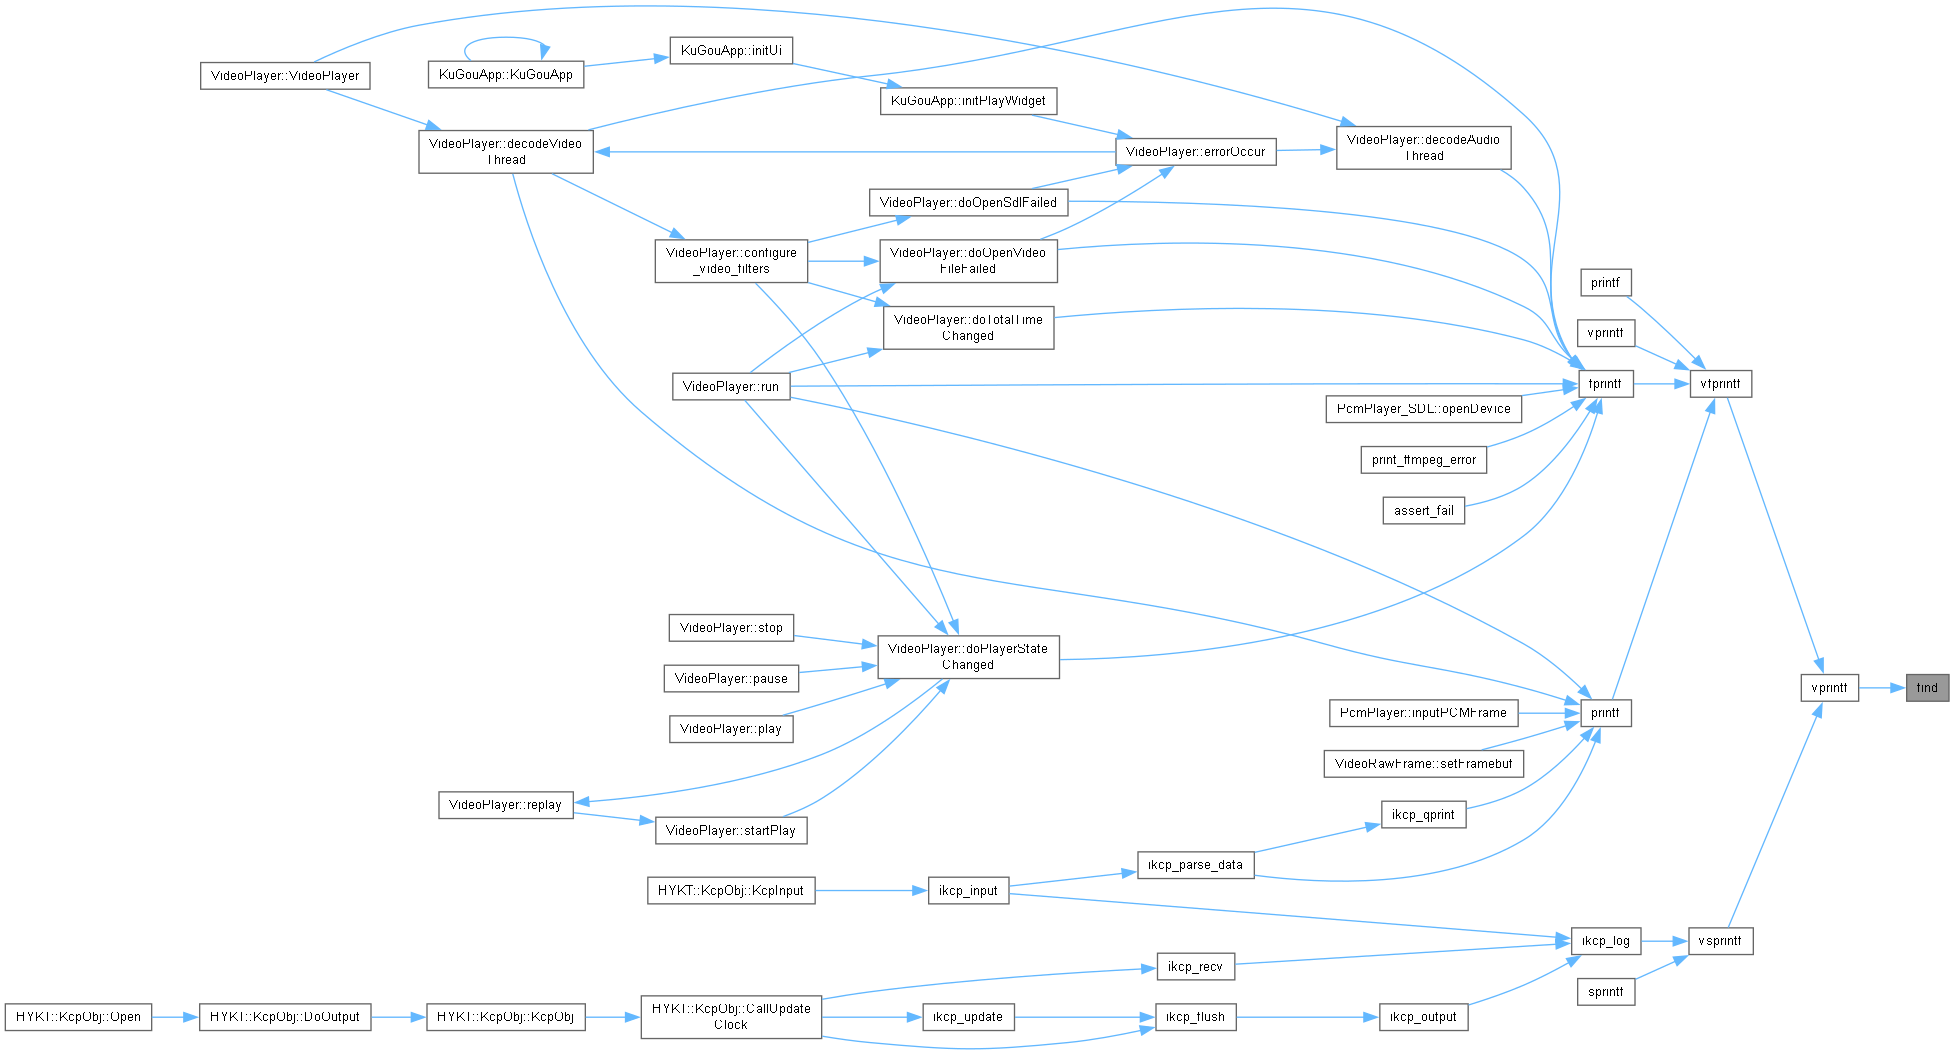 VideoPlayer::VideoPlayer
KuGouApp::KuGouApp
KuGouApp::initUi
KuGouApp::initPlayWidget
VideoPlayer::decodeVideo
Thread
VideoPlayer::errorOccur
VideoPlayer::decodeAudio
Thread
VideoPlayer::doOpenSdlFailed
VideoPlayer::configure
_video_filters
VideoPlayer::doOpenVideo
FileFailed
VideoPlayer::doTotalTime
Changed
VideoPlayer::run
printf
vprintf
fprintf
vfprintf
PcmPlayer_SDL::openDevice
print_ffmpeg_error
assert_fail
VideoPlayer::stop
VideoPlayer::pause
VideoPlayer::play
VideoPlayer::doPlayerState
Changed
VideoPlayer::replay
VideoPlayer::startPlay
PcmPlayer::inputPCMFrame
VideoRawFrame::setFramebuf
printf
vprintf
find
ikcp_qprint
ikcp_parse_data
HYKT::KcpObj::KcpInput
ikcp_input
ikcp_log
vsprintf
ikcp_recv
sprintf
HYKT::KcpObj::Open
HYKT::KcpObj::DoOutput
HYKT::KcpObj::KcpObj
HYKT::KcpObj::CallUpdate
Clock
ikcp_update
ikcp_flush
ikcp_output